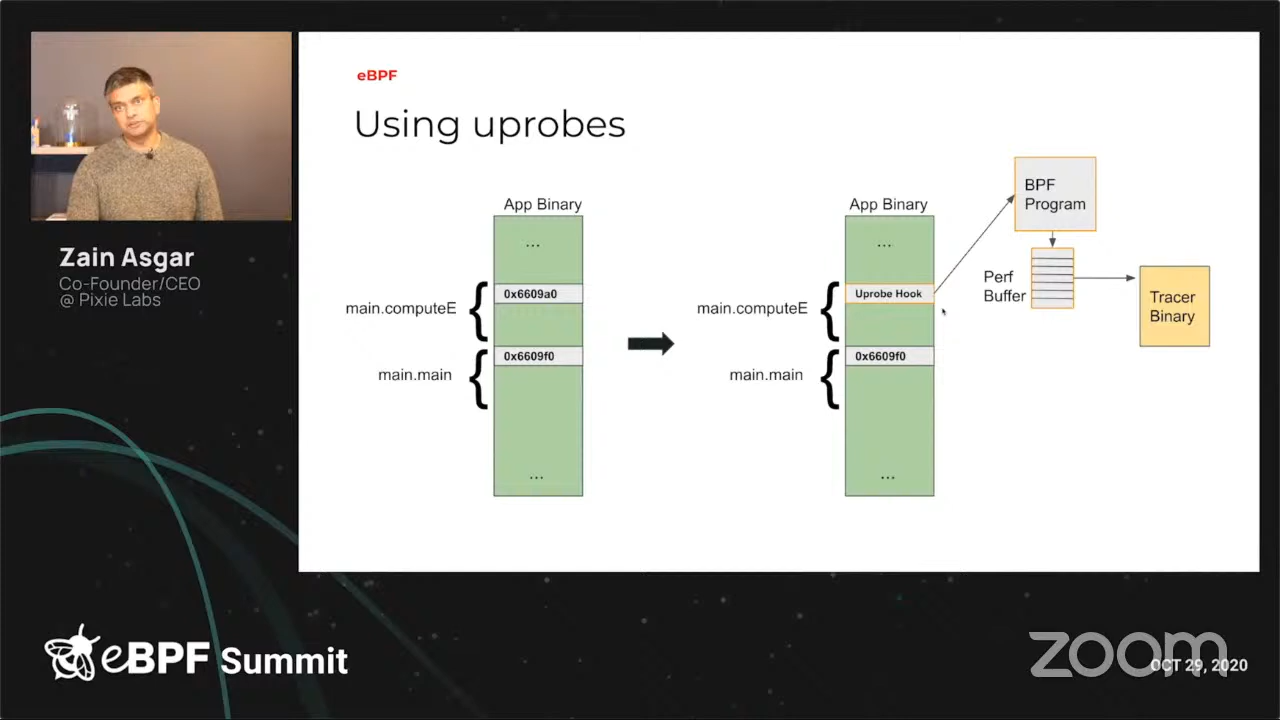 eBPF
Using uprobes
Zain Asgar
Co-Founder/CEO
@ Pixie Labs
App Binary
...
main.computeE
0x6609a0
main.main
0x6609f0
...
App Binary
...
main.computeE
Uprobe Hook
main.main
0x6609f0
...
BPF
Program
Perf
Buffer
Tracer
Binary
eBPF Summit
zoom
OCT 29, 2020